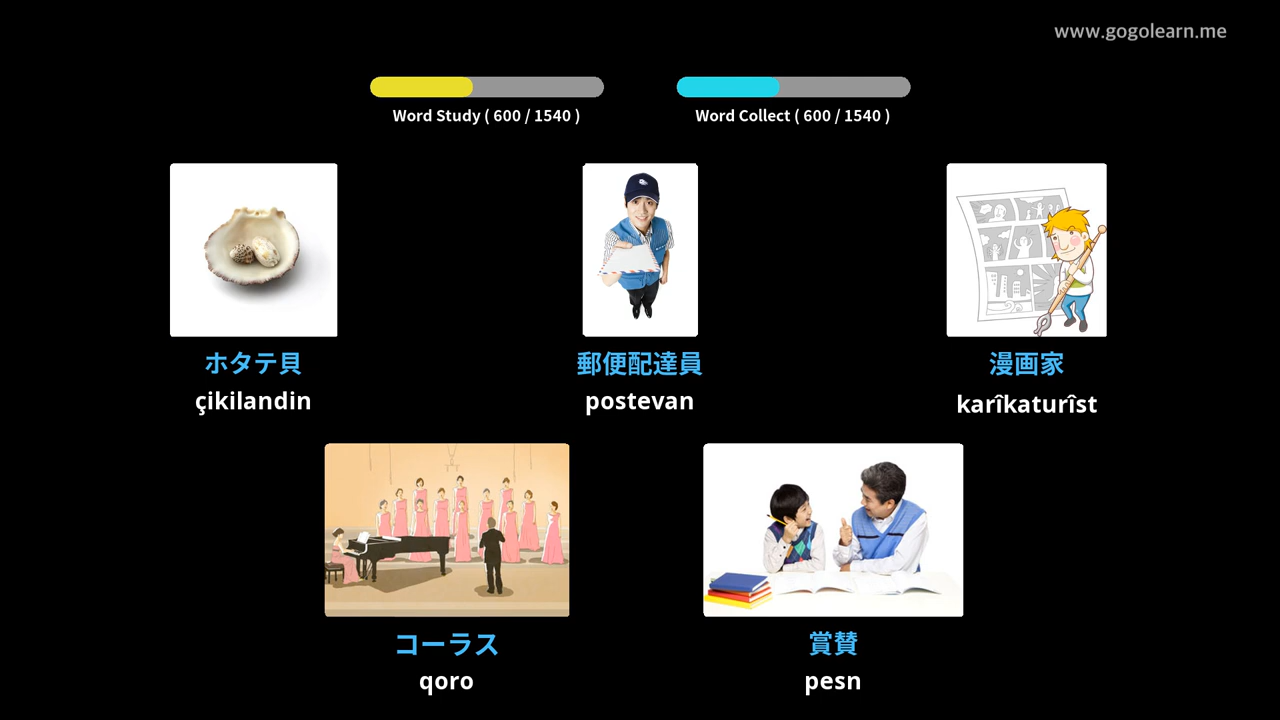 www.gogolearn.me
Word Study ( 600 / 1540 )
Word Collect ( 600 / 1540 )
ホタテ貝
çikilandin
郵便配達員
postevan
漫画家
karîkaturîst
コーラス
qoro
賞賛
pesn